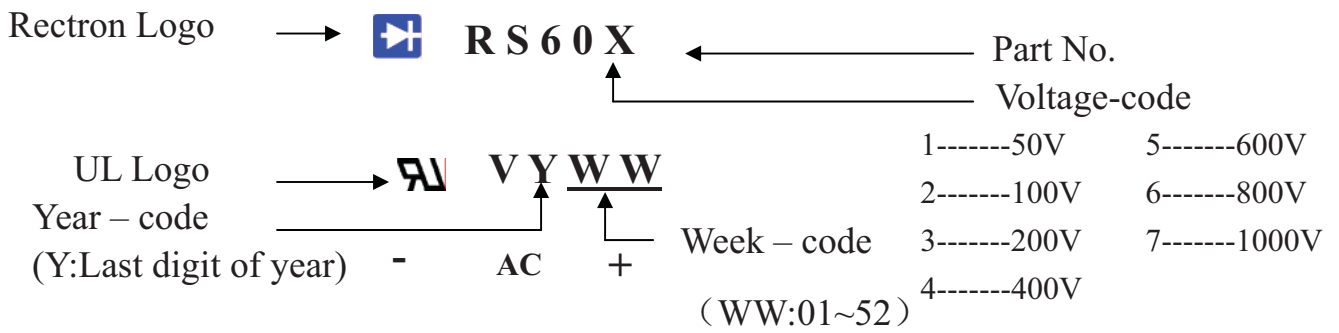 Rectron Logo R S 6 0 X Part No.
Voltage-code
1-------50V 5-------600V
UL Logo V Y W W
2-------100V 6-------800V
Year – code
Week – code 3-------200V 7-------1000V
(Y:Last digit of year) - AC +
4-------400V
（WW:01~52）